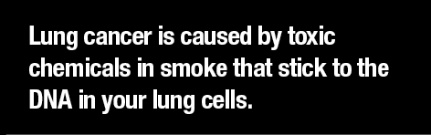 Lung cancer is caused by toxic
chemicals in smoke that stick to the
DNA in your lung cells.